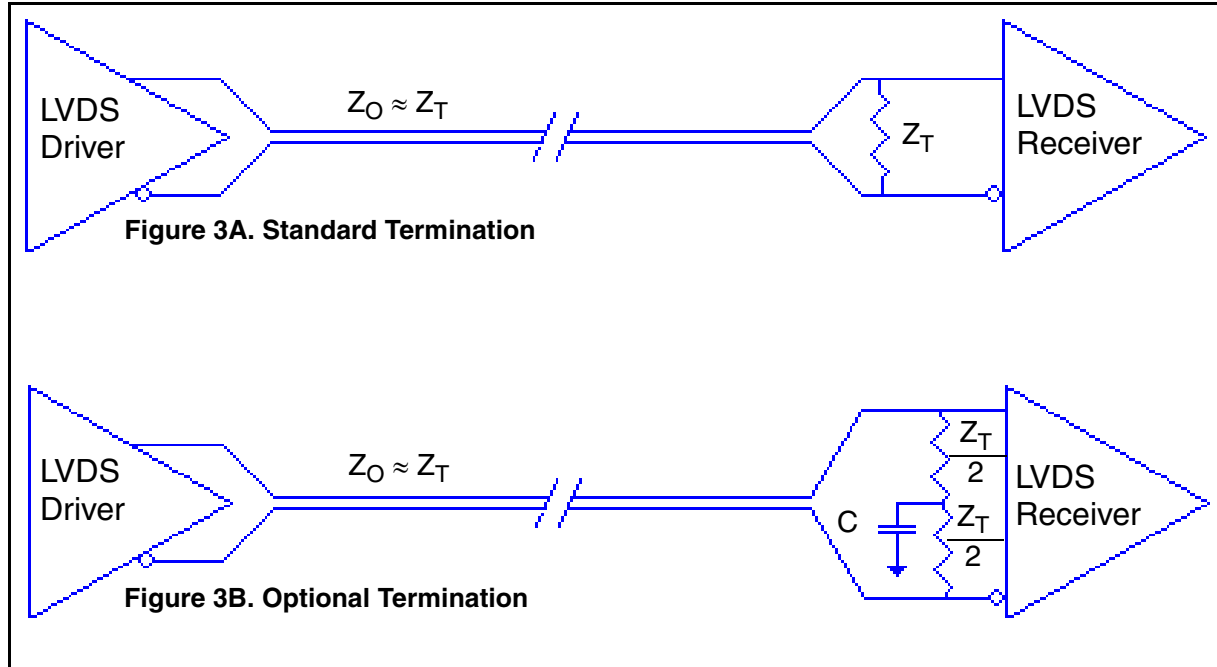 LVDS
Driver
Z_O ≈ Z_T
Z_T
LVDS
Receiver
Figure 3A. Standard Termination
LVDS
Driver
Z_O ≈ Z_T
C
Z_T
2
Z_T
2
LVDS
Receiver
Figure 3B. Optional Termination